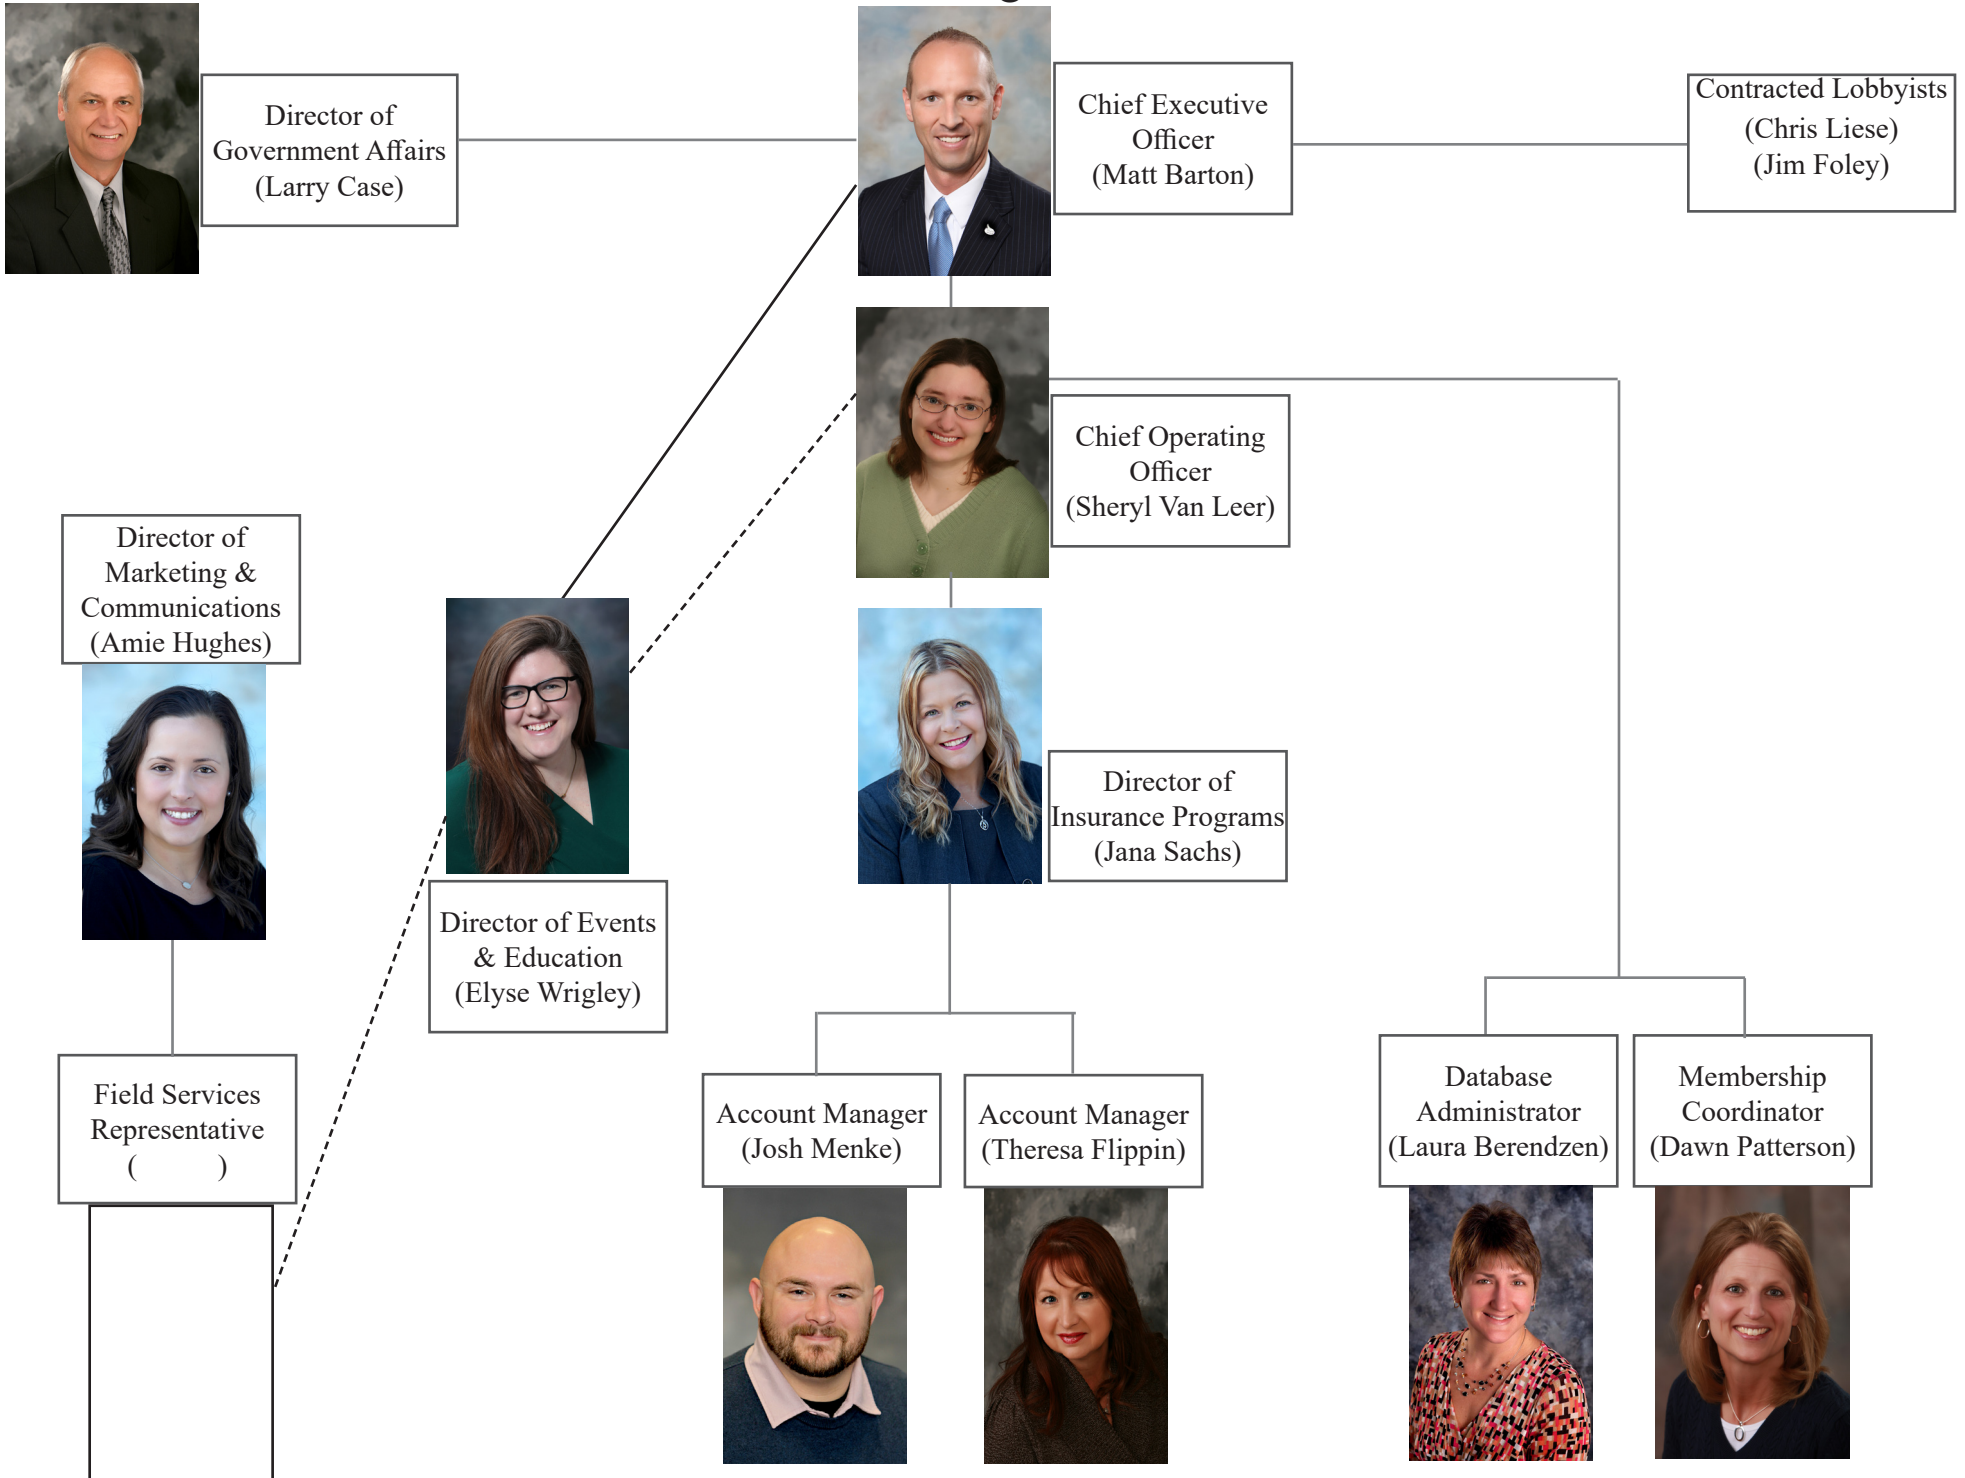 Director of
Government Affairs
(Larry Case)
Chief Executive
Officer
(Matt Barton)
Contracted Lobbyists
(Chris Liese)
(Jim Foley)
Chief Operating
Officer
(Sheryl Van Leer)
Director of
Marketing &
Communications
(Amie Hughes)
Director of
Insurance Programs
(Jana Sachs)
Director of Events
& Education
(Elyse Wrigley)
Field Services
Representative
( )
Account Manager
(Josh Menke)
Account Manager
(Theresa Flippin)
Database
Administrator
(Laura Berendzen)
Membership
Coordinator
(Dawn Patterson)